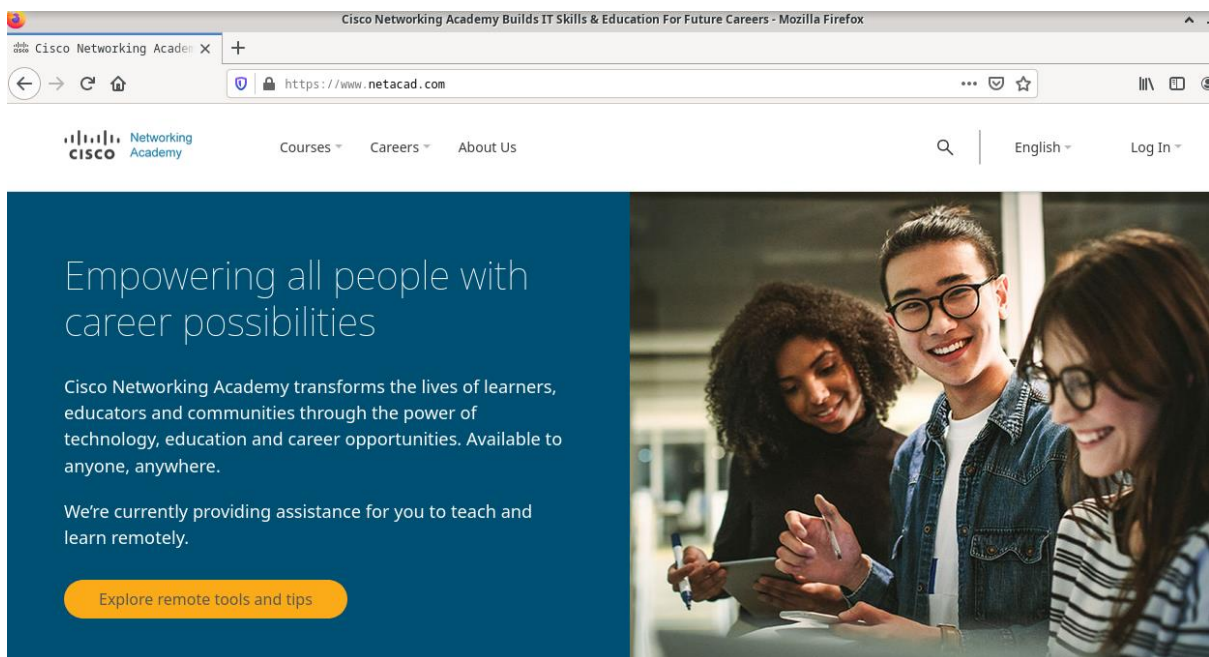 Cisco Networking Academy Builds IT Skills & Education For Future Careers - Mozilla Firefox
Cisco Networking Academ
https://www.netacad.com
CISCO Networking Academy
Courses
Careers
About Us
English
Log In
Empowering all people with
career possibilities
Cisco Networking Academy transforms the lives of learners,
educators and communities through the power of
technology, education and career opportunities. Available to
anyone, anywhere.
We're currently providing assistance for you to teach and
learn remotely.
Explore remote tools and tips